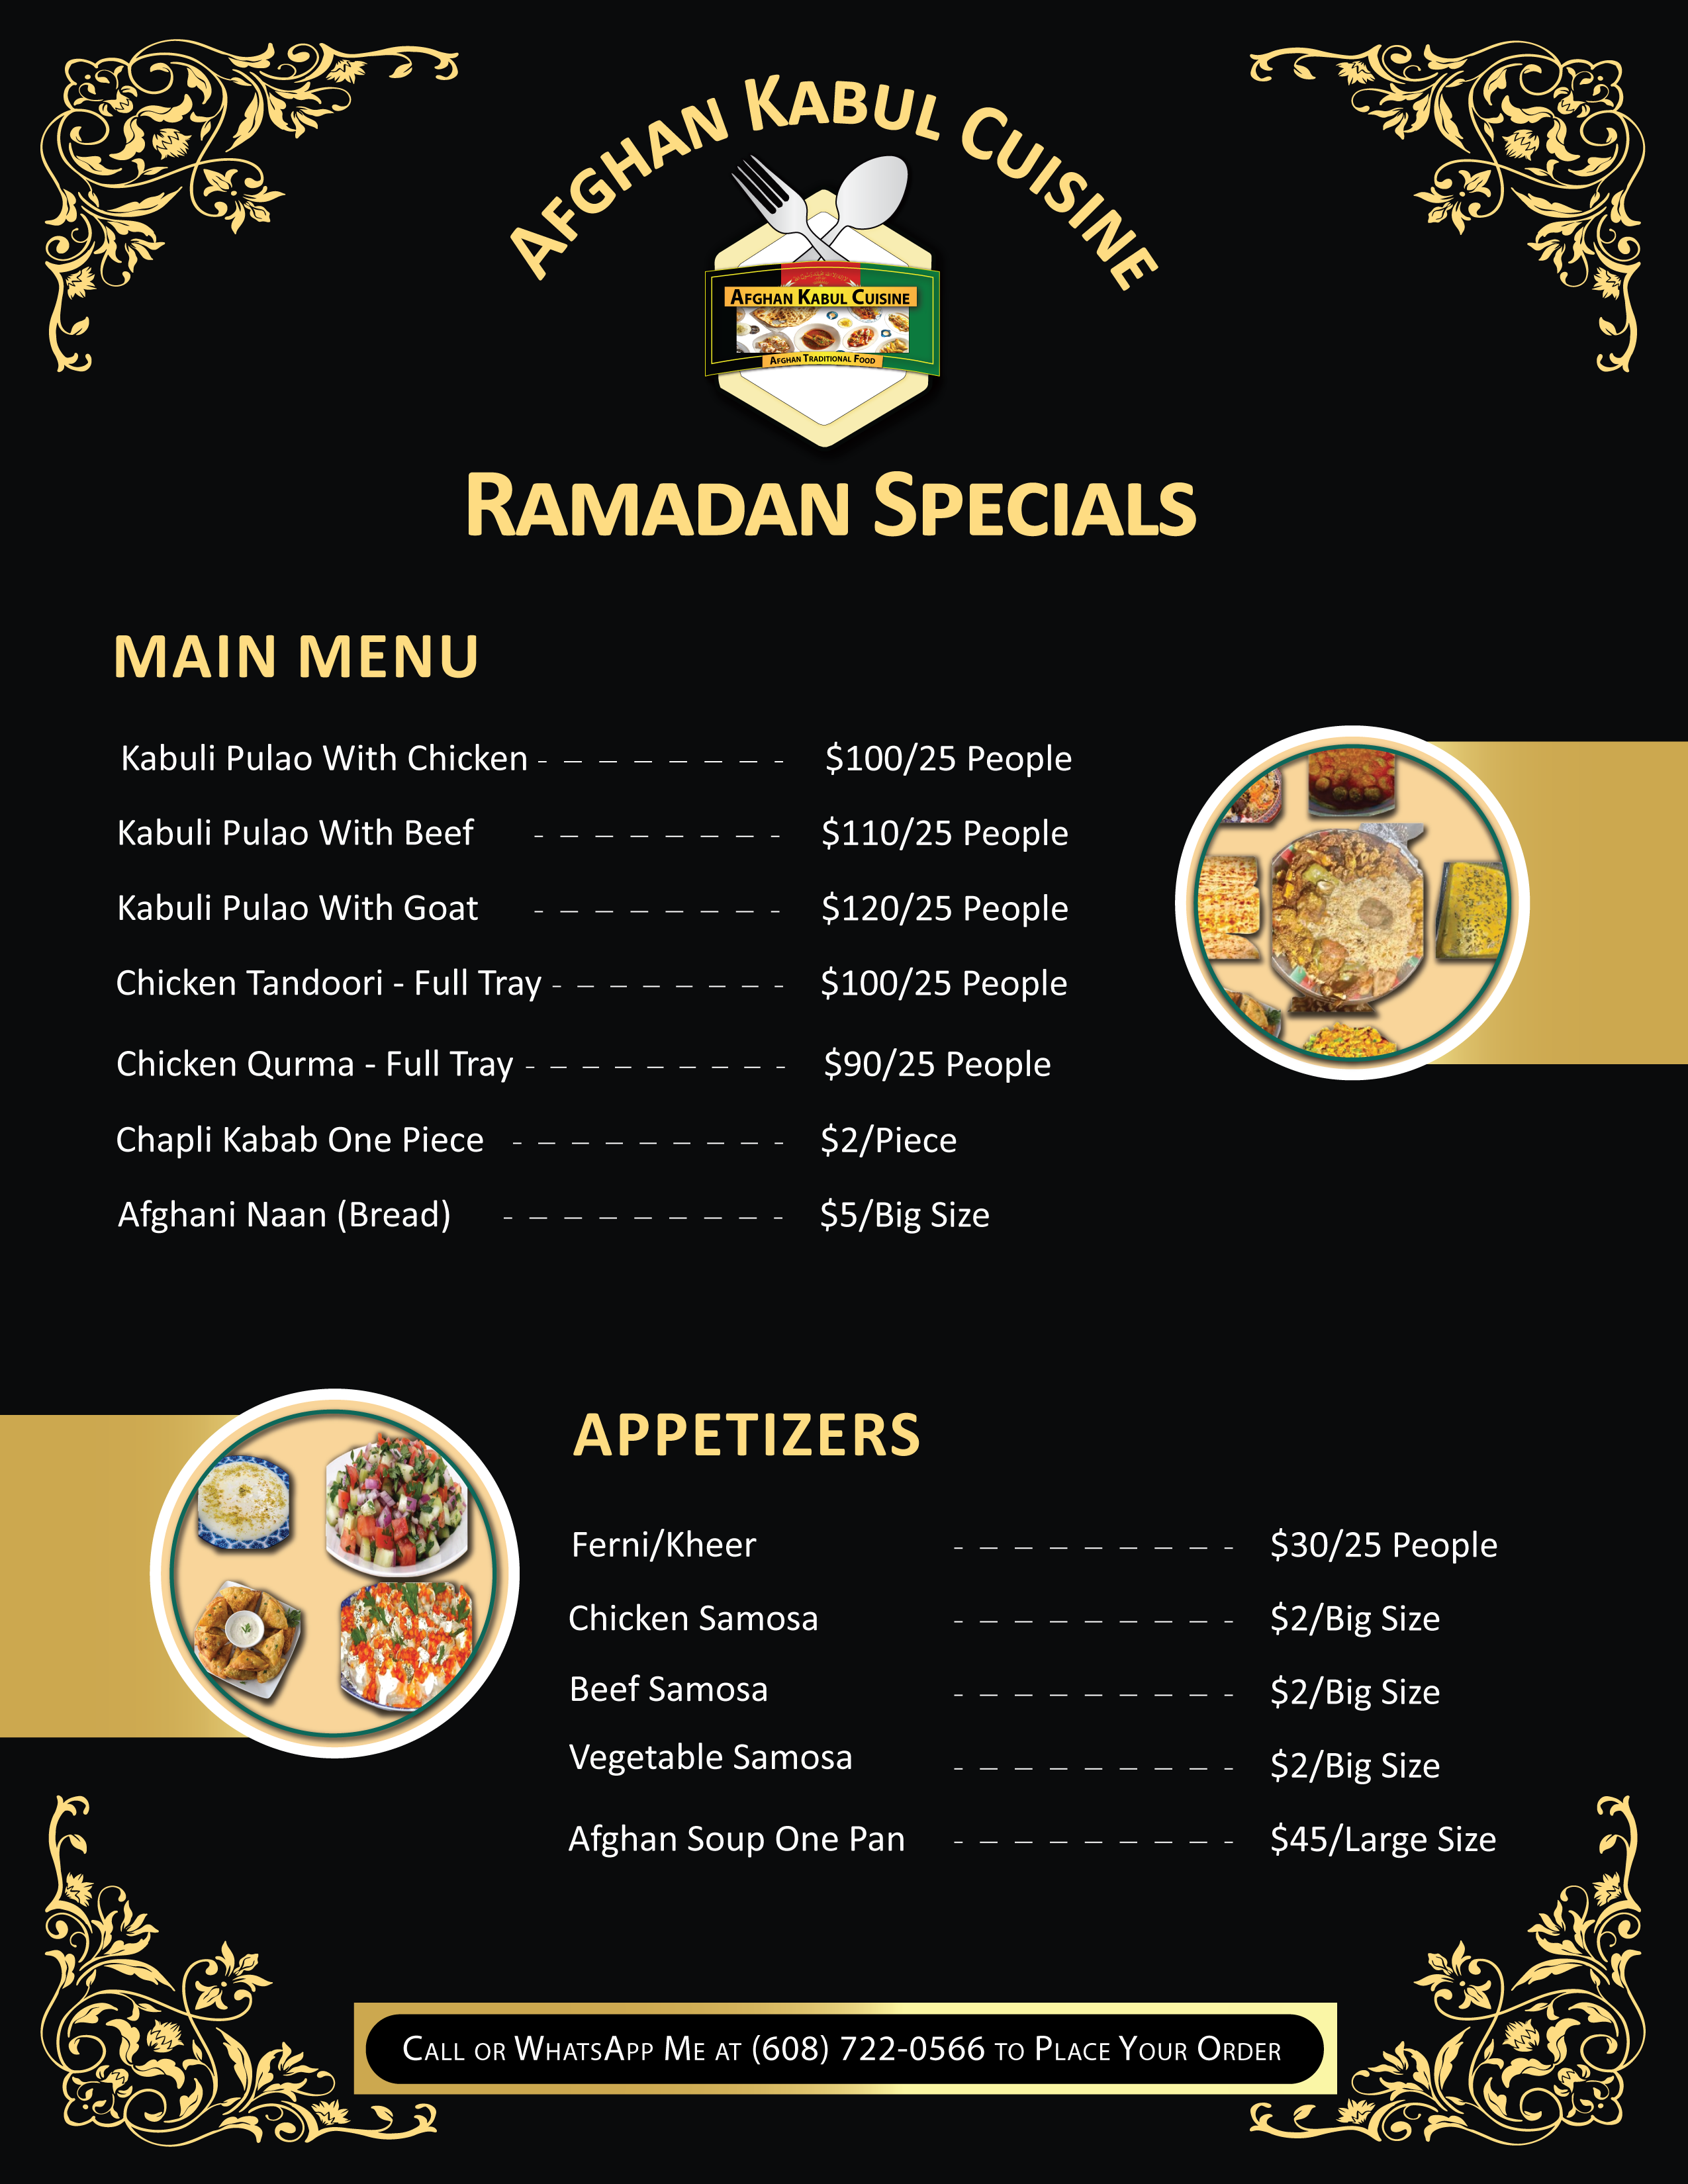 AFGHAN KABUL CUISINE
AFGHAN KABUL CUISINE
AFGHAN TRADITIONAL FOOD
RAMADAN SPECIALS
MAIN MENU
Kabuli Pulao With Chicken - - - - - - - - - $100/25 People
Kabuli Pulao With Beef - - - - - - - - - $110/25 People
Kabuli Pulao With Goat - - - - - - - - - $120/25 People
Chicken Tandoori - Full Tray - - - - - - - - $100/25 People
Chicken Qurma - Full Tray - - - - - - - - - $90/25 People
Chapli Kabab One Piece - - - - - - - - - $2/Piece
Afghani Naan (Bread) - - - - - - - - - - $5/Big Size
APPETIZERS
Ferni/Kheer - - - - - - - - - - $30/25 People
Chicken Samosa - - - - - - - - - - $2/Big Size
Beef Samosa - - - - - - - - - - $2/Big Size
Vegetable Samosa - - - - - - - - - - $2/Big Size
Afghan Soup One Pan - - - - - - - - - - $45/Large Size
CALL OR WHATSAPP ME AT (608) 722-0566 TO PLACE YOUR ORDER